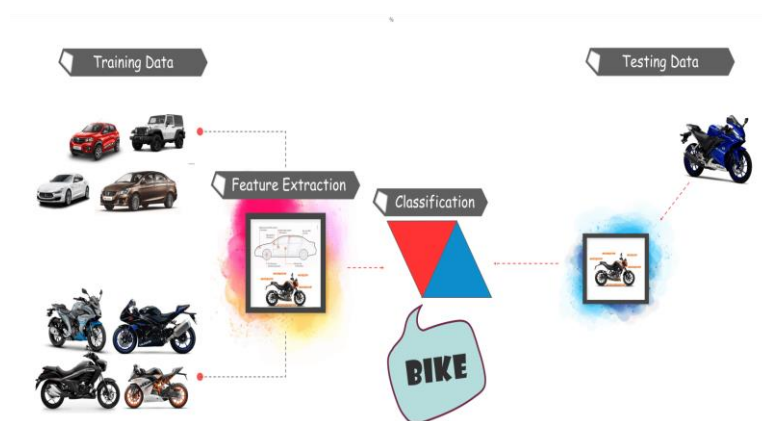 Training Data
Testing Data
Feature Extraction
Classification
BIKE